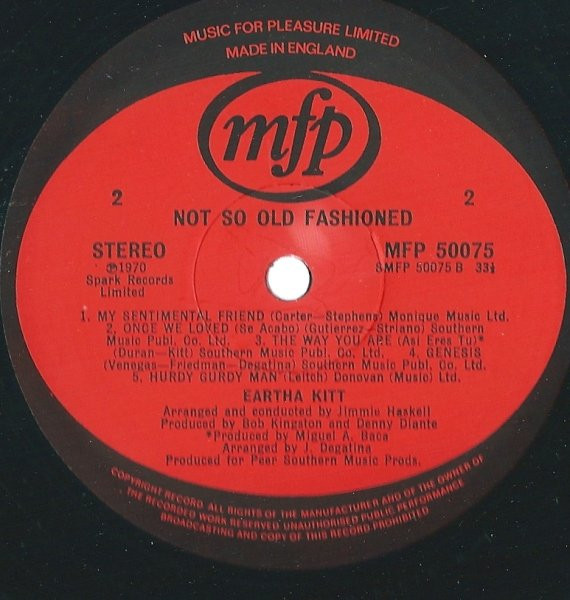 MUSIC FOR PLEASURE LIMITED
MADE IN ENGLAND
mfp
2 2
NOT SO OLD FASHIONED
STEREO MFP 50075
℗1970 SMFP 50075 B 33⅓
Spark Records
Limited
1. MY SENTIMENTAL FRIEND (Carter—Stephens) Monique Music Ltd.
2. ONCE WE LOVED (Se Acabo) (Gutierrez—Striano) Southern
Music Publ. Co. Ltd. 3. THE WAY YOU ARE (Asi Eres Tu)*
(Duran—Kitt) Southern Music Publ. Co. Ltd. 4. GENESIS
(Venegas—Friedman—Degatina) Southern Music Publ. Co. Ltd.
5. HURDY GURDY MAN (Leitch) Donovan (Music) Ltd.
EARTHA KITT
Arranged and conducted by Jimmie Haskell
Produced by Bob Kingston and Denny Diante
*Produced by Miguel A. Baca
Arranged by J. Degatina
Produced for Peer Southern Music Prods.
COPYRIGHT RECORD ALL RIGHTS OF THE MANUFACTURER AND OF THE OWNER OF
THE RECORDED WORK RESERVED UNAUTHORISED PUBLIC PERFORMANCE
BROADCASTING AND COPY OF THIS RECORD PROHIBITED